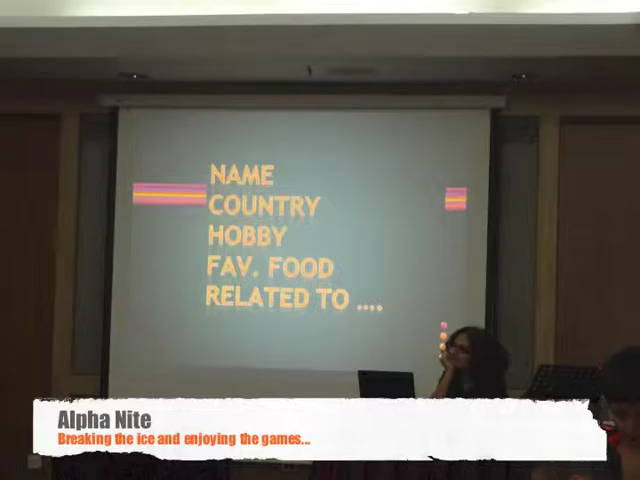 NAME
COUNTRY
HOBBY
FAV. FOOD
RELATED TO ....
Alpha Nite
Breaking the ice and enjoying the games...